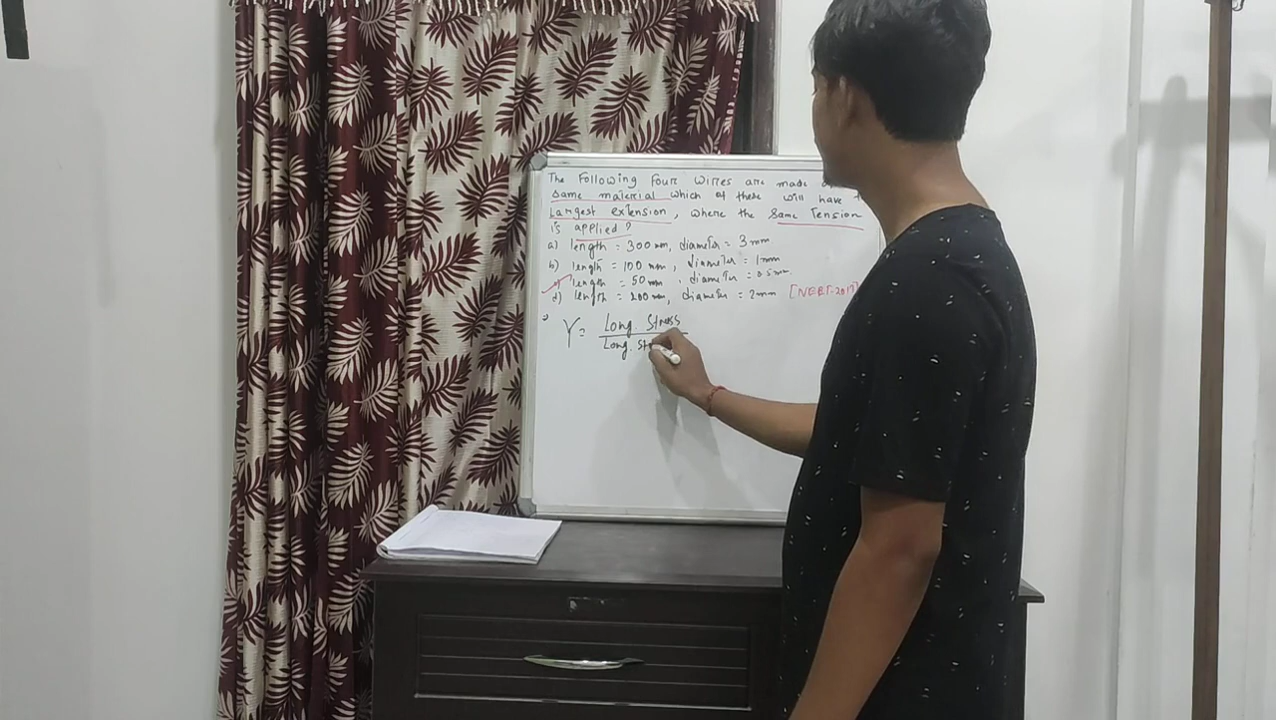 The Following Four wires are made
Same material which of these will have
Largest extension, where the Same Tension
is applied?
a) length = 300 mm, diameter = 3 mm
b) length = 100 mm, diameter = 1 mm
c) length = 50 mm, diameter = 0.5 mm
d) length = 200 mm, diameter = 2 mm [NEET-2017]
Y = Long. Stress
Long.